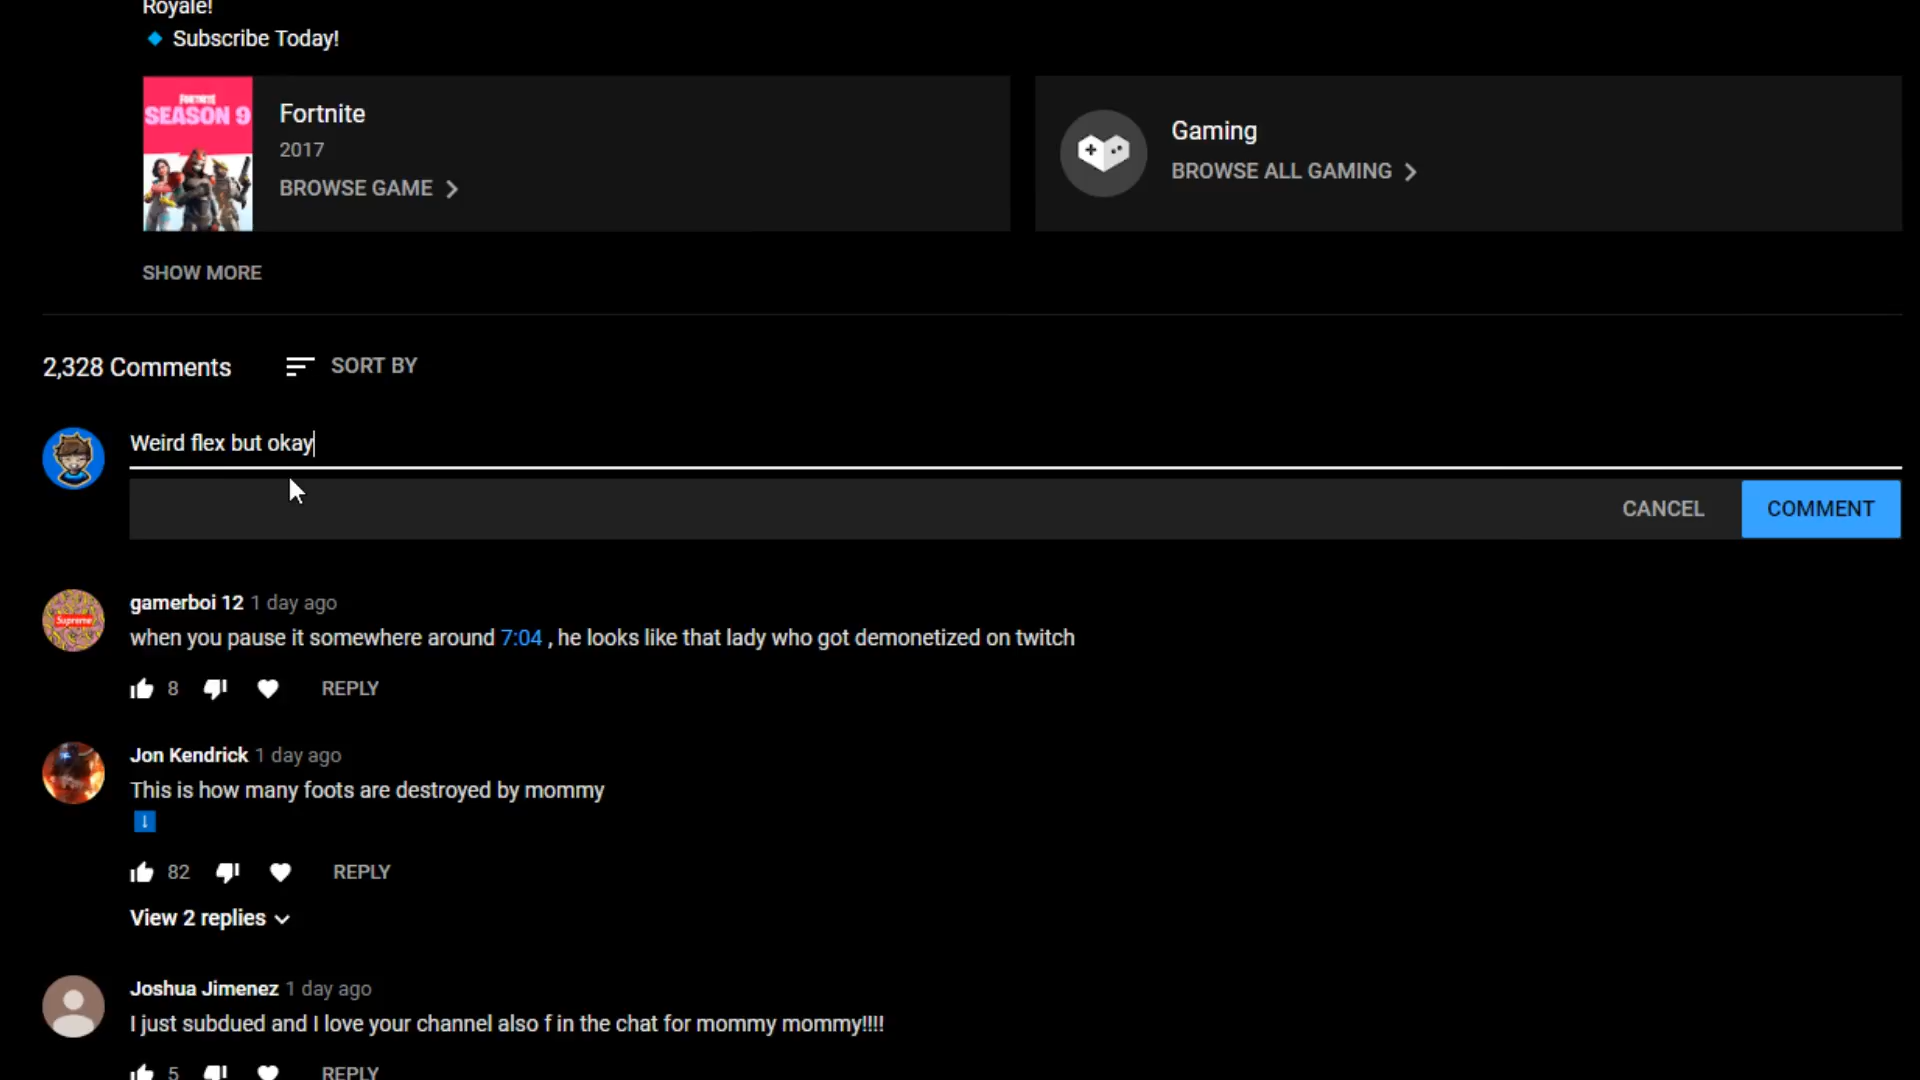 Royale!
🔹 Subscribe Today!
FORTNITE
SEASON 9
Fortnite
2017
BROWSE GAME
Gaming
BROWSE ALL GAMING
SHOW MORE
2,328 Comments
SORT BY
Weird flex but okay
CANCEL
COMMENT
gamerboi 12 1 day ago
when you pause it somewhere around 7:04 , he looks like that lady who got demonetized on twitch
Supreme
8
REPLY
Jon Kendrick 1 day ago
This is how many foots are destroyed by mommy
⬇
82
REPLY
View 2 replies
Joshua Jimenez 1 day ago
I just subdued and I love your channel also f in the chat for mommy mommy!!!!
5
REPLY